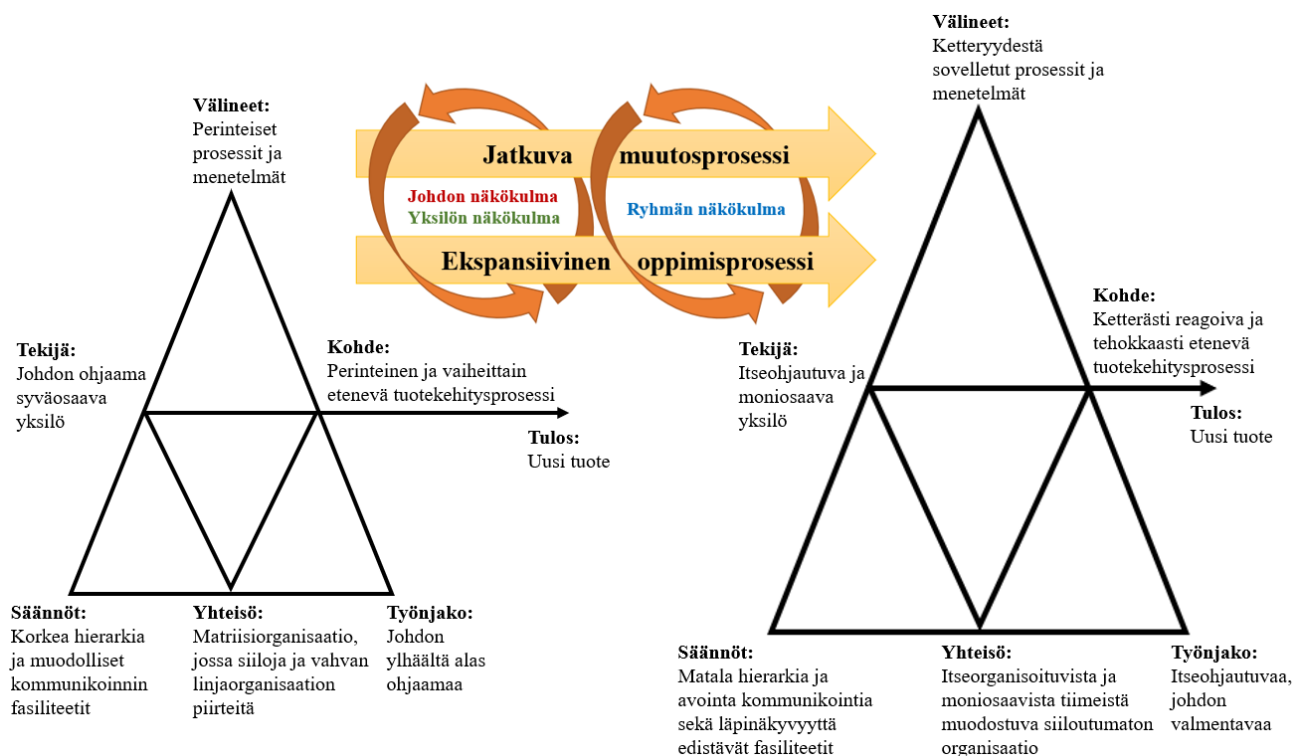 Välineet:
Perinteiset
prosessit ja
menetelmät
Tekijä:
Johdon ohjaama
syväosaava
yksilö
Kohde:
Perinteinen ja vaiheittain
etenevä tuotekehitysprosessi
Tulos:
Uusi tuote
Säännöt:
Korkea hierarkia
ja muodolliset
kommunikoinnin
fasiliteetit
Yhteisö:
Matriisiorganisaatio,
jossa siiloja ja vahvan
linjaorganisaation
piirteitä
Työnjako:
Johdon
ylhäältä alas
ohjaamaa
Jatkuva muutosprosessi
Johdon näkökulma
Yksilön näkökulma
Ryhmän näkökulma
Ekspansiivinen oppimisprosessi
Välineet:
Ketteryydestä
sovelletut prosessit ja
menetelmät
Tekijä:
Itseohjautuva ja
moniosaava
yksilö
Kohde:
Ketterästi reagoiva ja
tehokkaasti etenevä
tuotekehitysprosessi
Tulos:
Uusi tuote
Säännöt:
Matala hierarkia ja
avointa kommunikointia
sekä läpinäkyvyyttä
edistävät fasiliteetit
Yhteisö:
Itseorganisoituvista ja
moniosaavista tiimeistä
muodostuva siiloutumaton
organisaatio
Työnjako:
Itseohjautuvaa,
johdon
valmentavaa